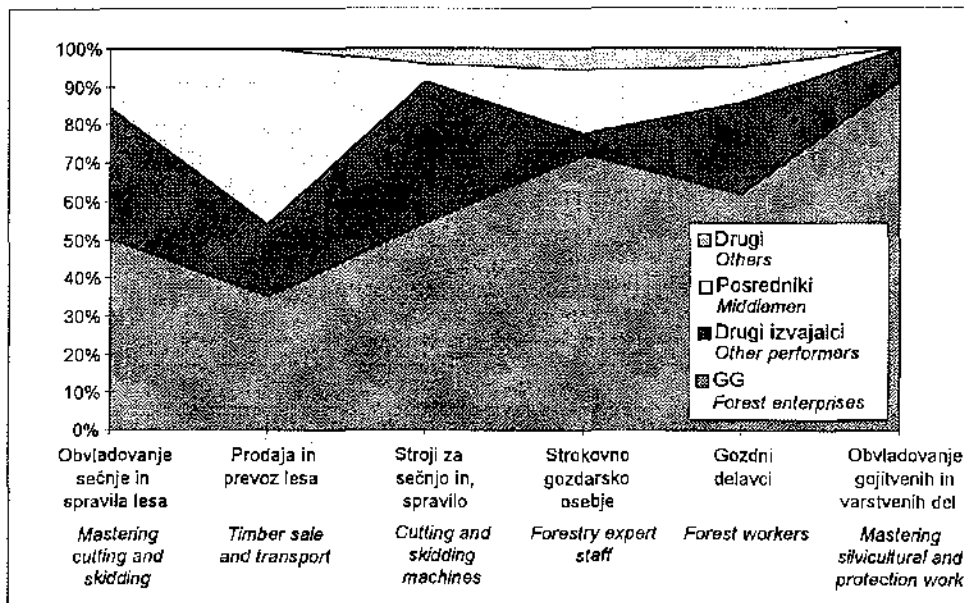 100%
90%
80%
70%
60%
50%
40%
30%
20%
10%
0%
Drugi
Others
Posredniki
Middlemen
Drugi izvajalci
Other performers
GG
Forest enterprises
Obvladovanje
sečnje in
spravila lesa
Mastering
cutting and
skidding
Prodaja in
prevoz lesa
Timber sale
and transport
Stroji za
sečnjo in,
spravilo
Cutting and
skidding
machines
Strokovno
gozdarsko
osebje
Forestry expert
staff
Gozdni
delavci
Forest workers
Obvladovanje
gojitvenih in
varstvenih del
Mastering
silvicultural and
protection work